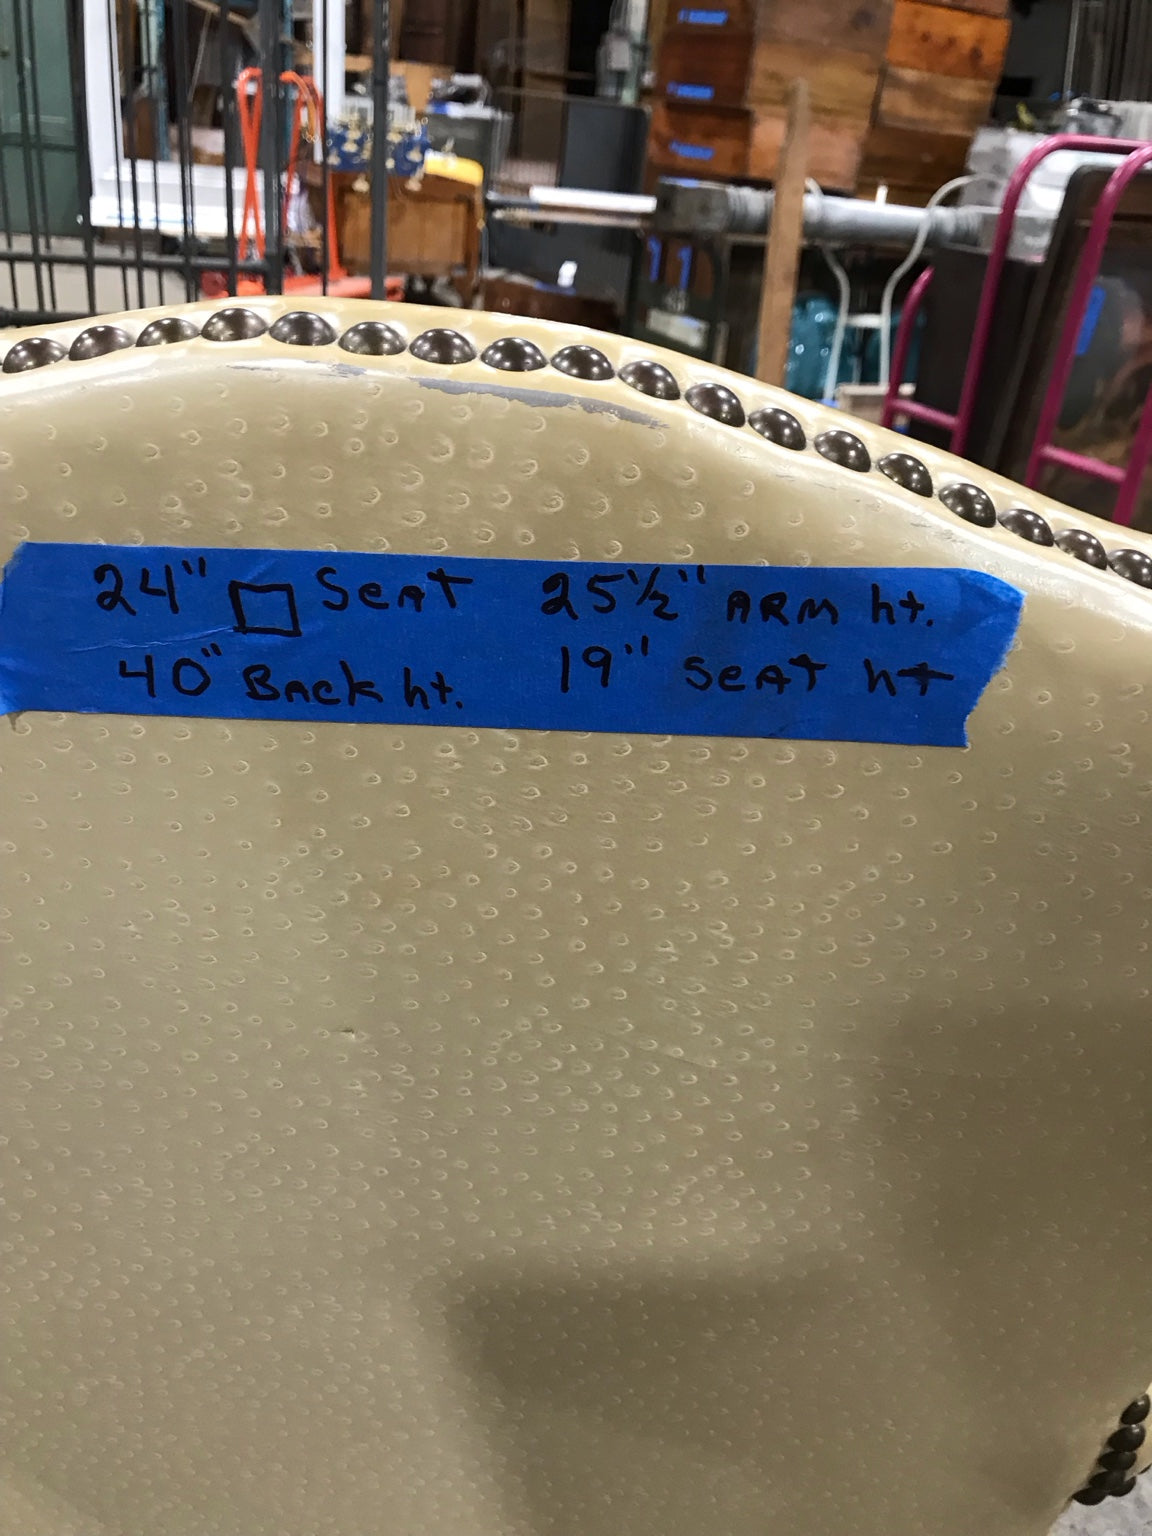 24" □ Seat 25½" ARM ht.
40" Back ht. 19" Seat ht